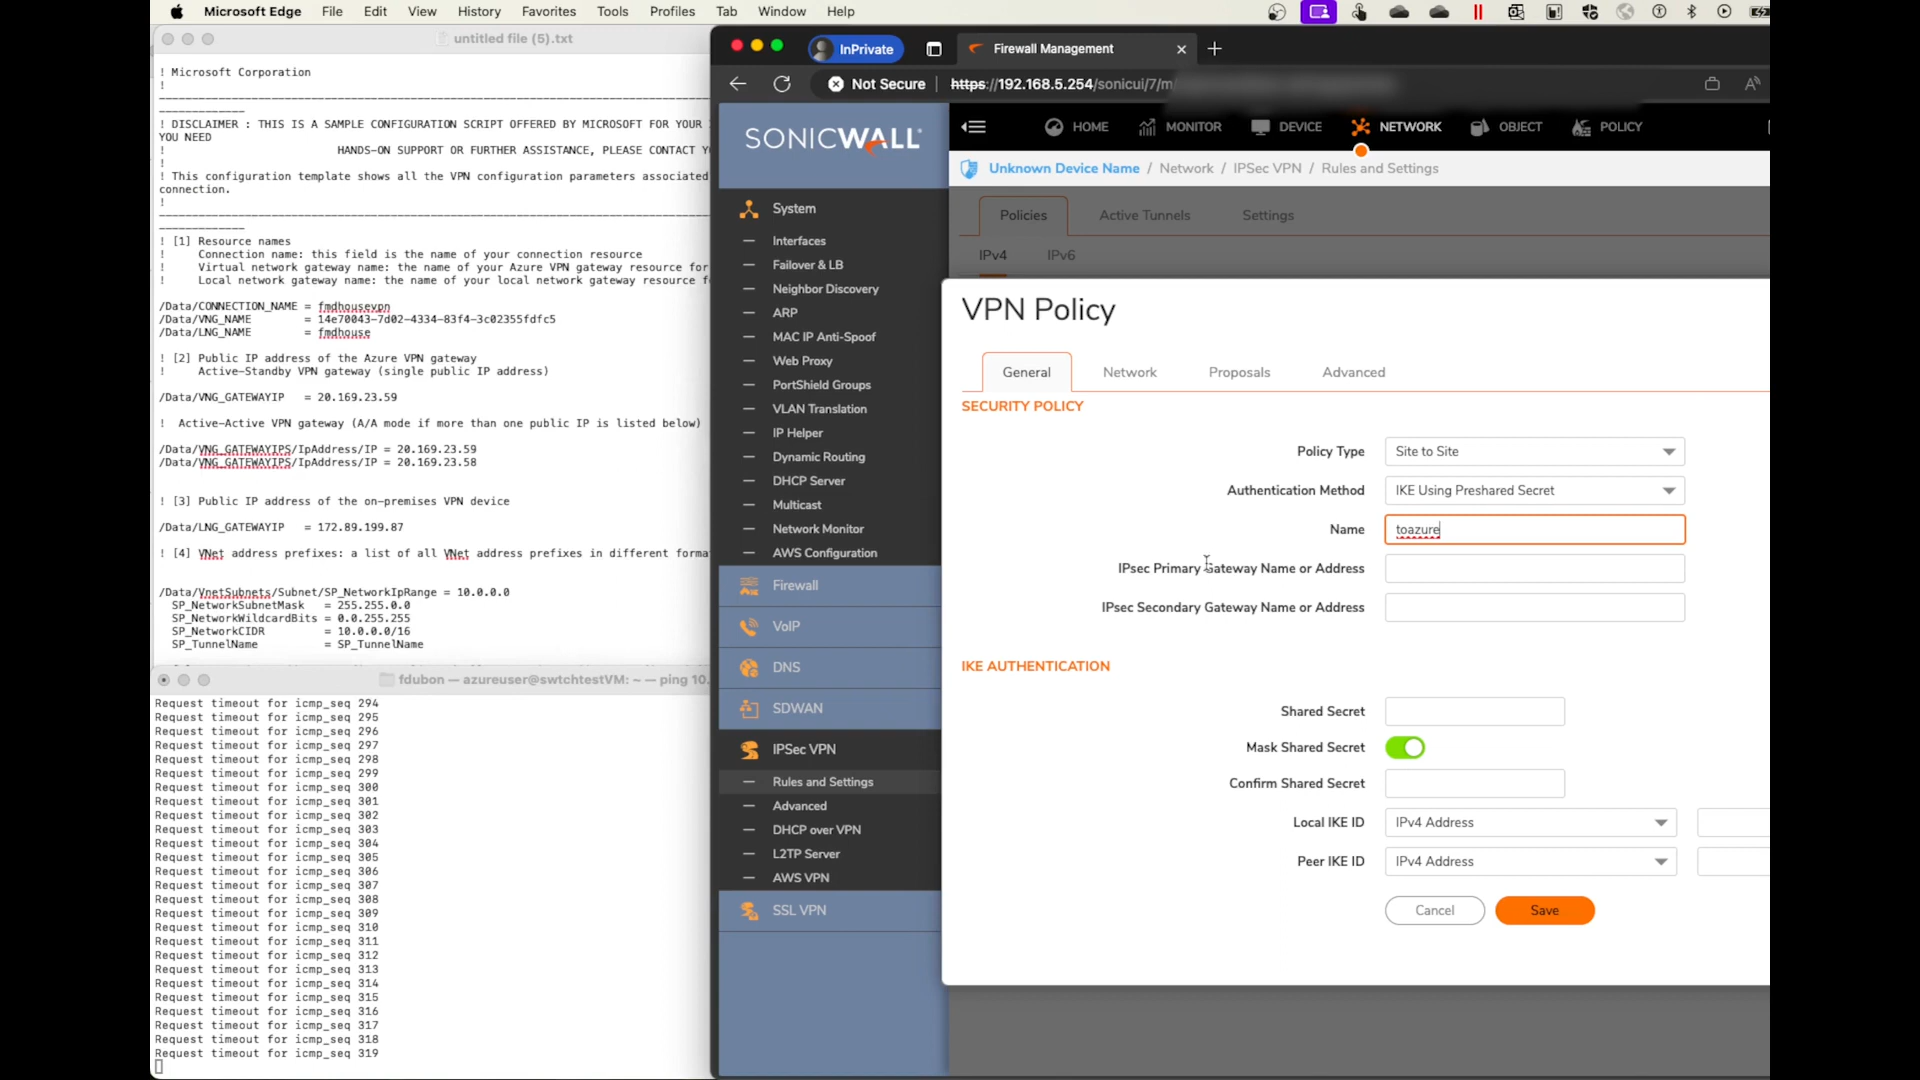 Microsoft Edge File Edit View History Favorites Tools Profiles Tab Window Help
untitled file (5).txt
! Microsoft Corporation
!
! DISCLAIMER : THIS IS A SAMPLE CONFIGURATION SCRIPT OFFERED BY MICROSOFT FOR YOUR
YOU NEED
! HANDS-ON SUPPORT OR FURTHER ASSISTANCE, PLEASE CONTACT
!
! This configuration template shows all the VPN configuration parameters associated
connection.
!
! [1] Resource names
! Connection name: this field is the name of your connection resource
! Virtual network gateway name: the name of your Azure VPN gateway resource for
! Local network gateway name: the name of your local network gateway resource
/Data/CONNECTION_NAME = fmdhousevpn
/Data/VNG_NAME = 14e70043-7d02-4334-83f4-3c02355fdfc5
/Data/LNG_NAME = fmdhouse
! [2] Public IP address of the Azure VPN gateway
! Active-Standby VPN gateway (single public IP address)
/Data/VNG_GATEWAYIP = 20.169.23.59
! Active-Active VPN gateway (A/A mode if more than one public IP is listed below)
/Data/VNG_GATEWAYIPS/IpAddress/IP = 20.169.23.59
/Data/VNG_GATEWAYIPS/IpAddress/IP = 20.169.23.58
! [3] Public IP address of the on-premises VPN device
/Data/LNG_GATEWAYIP = 172.89.199.87
! [4] VNet address prefixes: a list of all VNet address prefixes in different
/Data/VnetSubnets/Subnet/SP_NetworkIpRange = 10.0.0.0
SP_NetworkSubnetMask = 255.255.0.0
SP_NetworkWildcardBits = 0.0.255.255
SP_NetworkCIDR = 10.0.0.0/16
SP_TunnelName = SP_TunnelName
fdubon — azureuser@swtchtestVM: ~ — ping 10.
Request timeout for icmp_seq 294
Request timeout for icmp_seq 295
Request timeout for icmp_seq 296
Request timeout for icmp_seq 297
Request timeout for icmp_seq 298
Request timeout for icmp_seq 299
Request timeout for icmp_seq 300
Request timeout for icmp_seq 301
Request timeout for icmp_seq 302
Request timeout for icmp_seq 303
Request timeout for icmp_seq 304
Request timeout for icmp_seq 305
Request timeout for icmp_seq 306
Request timeout for icmp_seq 307
Request timeout for icmp_seq 308
Request timeout for icmp_seq 309
Request timeout for icmp_seq 310
Request timeout for icmp_seq 311
Request timeout for icmp_seq 312
Request timeout for icmp_seq 313
Request timeout for icmp_seq 314
Request timeout for icmp_seq 315
Request timeout for icmp_seq 316
Request timeout for icmp_seq 317
Request timeout for icmp_seq 318
Request timeout for icmp_seq 319
InPrivate Firewall Management
Not Secure https://192.168.5.254/sonicui/7/m
SONICWALL
HOME MONITOR DEVICE NETWORK OBJECT POLICY
Unknown Device Name / Network / IPSec VPN / Rules and Settings
System
Interfaces
Failover & LB
Neighbor Discovery
ARP
MAC IP Anti-Spoof
Web Proxy
PortShield Groups
VLAN Translation
IP Helper
Dynamic Routing
DHCP Server
Multicast
Network Monitor
AWS Configuration
Firewall
VoIP
DNS
SDWAN
IPSec VPN
Rules and Settings
Advanced
DHCP over VPN
L2TP Server
AWS VPN
SSL VPN
Policies Active Tunnels Settings
IPv4 IPv6
VPN Policy
General Network Proposals Advanced
SECURITY POLICY
Policy Type Site to Site
Authentication Method IKE Using Preshared Secret
Name toazure
IPsec Primary Gateway Name or Address
IPsec Secondary Gateway Name or Address
IKE AUTHENTICATION
Shared Secret
Mask Shared Secret
Confirm Shared Secret
Local IKE ID IPv4 Address
Peer IKE ID IPv4 Address
Cancel Save